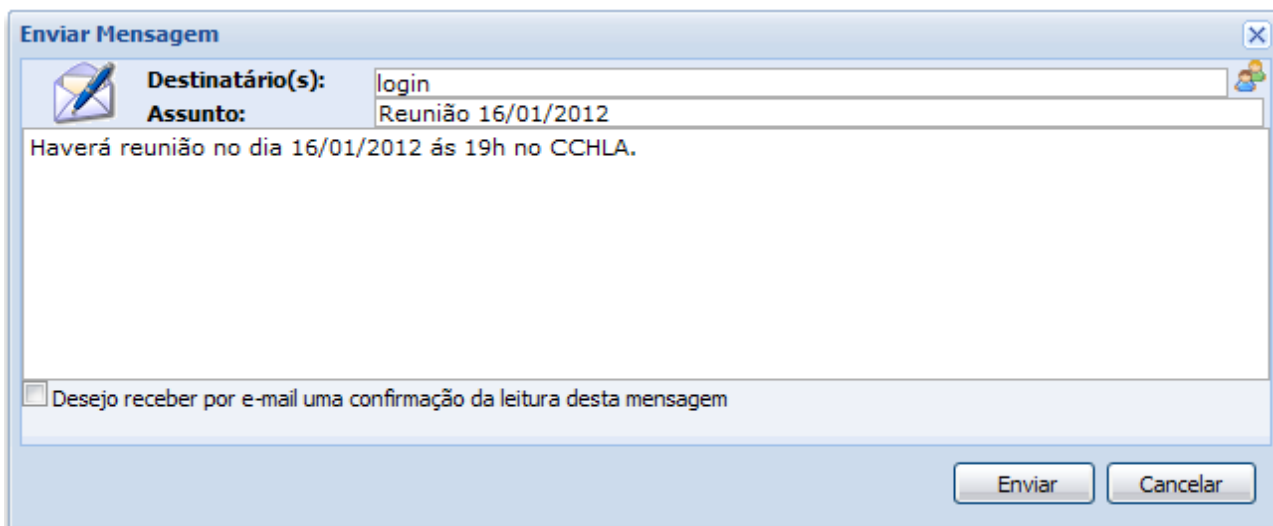 Enviar Mensagem
Destinatário(s): login
Assunto: Reunião 16/01/2012
Haverá reunião no dia 16/01/2012 ás 19h no CCHLA.
Desejo receber por e-mail uma confirmação da leitura desta mensagem
Enviar Cancelar